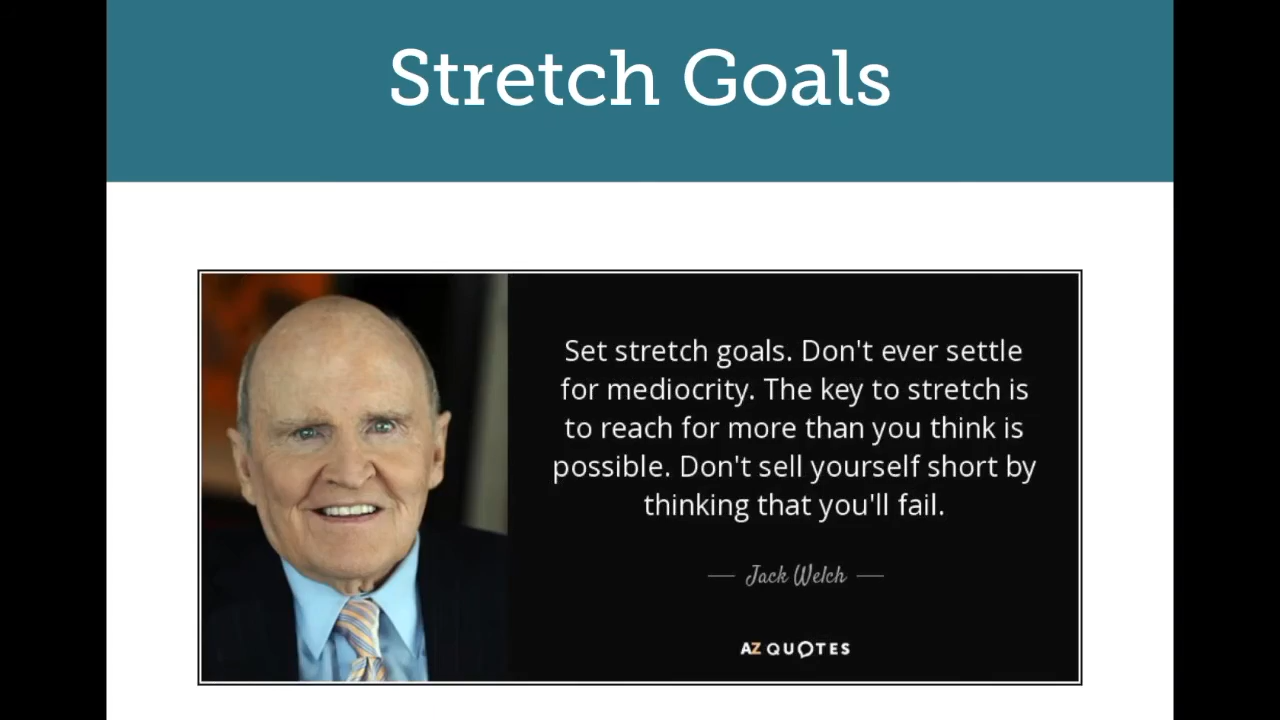 Stretch Goals
Set stretch goals. Don't ever settle
for mediocrity. The key to stretch is
to reach for more than you think is
possible. Don't sell yourself short by
thinking that you'll fail.
Jack Welch
AZ QUOTES